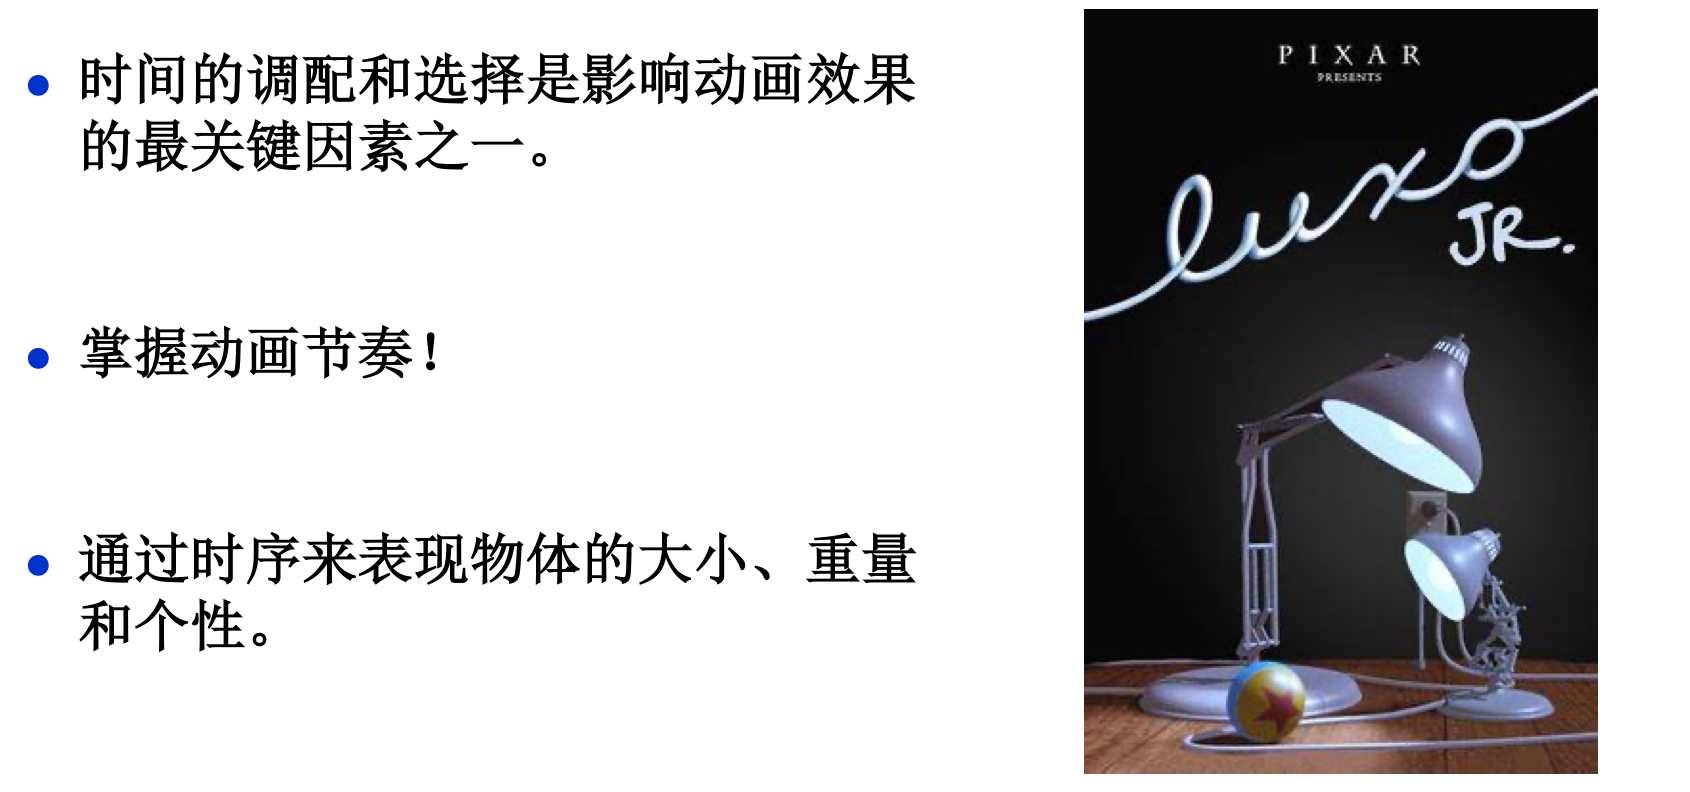 时间的调配和选择是影响动画效果
的最关键因素之一。
掌握动画节奏！
通过时序来表现物体的大小、重量
和个性。
PIXAR
PRESENTS
luxo
JR.